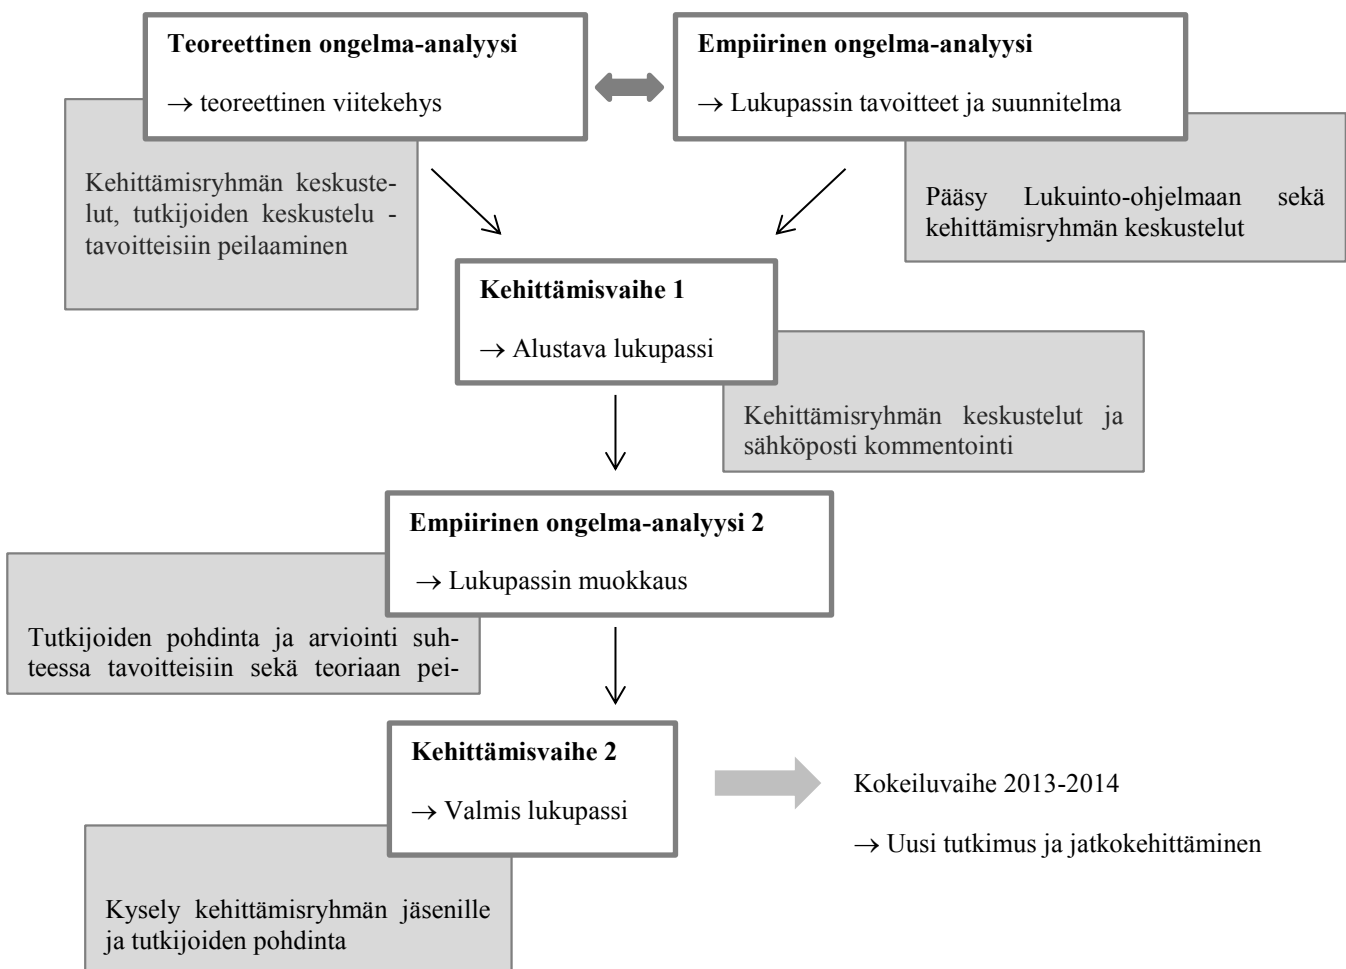 Teoreettinen ongelma-analyysi
→ teoreettinen viitekehys
Empiirinen ongelma-analyysi
→ Lukupassin tavoitteet ja suunnitelma
Kehittämisryhmän keskuste-
lut, tutkijoiden keskustelu -
tavoitteisiin peilaaminen
Pääsy Lukuinto-ohjelmaan sekä
kehittämisryhmän keskustelut
Kehittämisvaihe 1
→ Alustava lukupassi
Kehittämisryhmän keskustelut ja
sähköposti kommentointi
Empiirinen ongelma-analyysi 2
→ Lukupassin muokkaus
Tutkijoiden pohdinta ja arviointi suh-
teessa tavoitteisiin sekä teoriaan pei-
Kehittämisvaihe 2
→ Valmis lukupassi
Kokeiluvaihe 2013-2014
→ Uusi tutkimus ja jatkokehittäminen
Kysely kehittämisryhmän jäsenille
ja tutkijoiden pohdinta